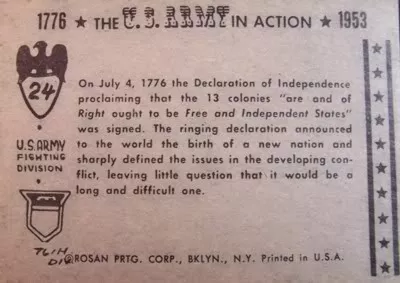 1776 ★ THE U.S. ARMY IN ACTION ★ 1953
24
U.S. ARMY
FIGHTING
DIVISION
On July 4, 1776 the Declaration of Independence
proclaiming that the 13 colonies "are and of
Right ought to be Free and Independent States"
was signed. The ringing declaration announced
to the world the birth of a new nation and
sharply defined the issues in the developing con-
flict, leaving little question that it would be a
long and difficult one.
76TH
DIV.
©ROSAN PRTG. CORP., BKLYN., N.Y. Printed in U.S.A.